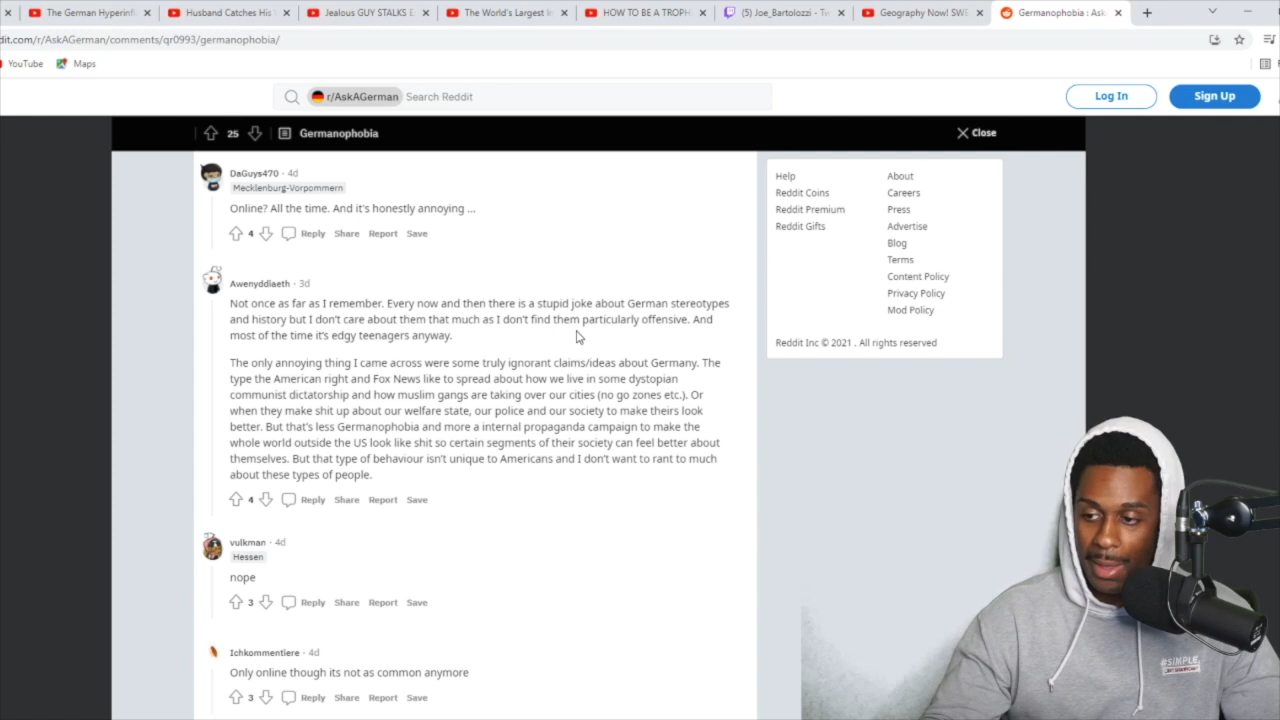 The German Hyperinfl
Husband Catches His
Jealous GUY STALKS E
The World's Largest In
HOW TO BE A TROPH
(5) Joe_Bartolozzi - Tw
Geography Now! SWE
Germanophobia : Ask
dit.com/r/AskAGerman/comments/qr0993/germanophobia/
YouTube Maps
r/AskAGerman Search Reddit
Log In
Sign Up
25 Germanophobia
Close
DaGuys470 · 4d
Mecklenburg-Vorpommern
Online? All the time. And it's honestly annoying ...
4 Reply Share Report Save
Awenyddiaeth · 3d
Not once as far as I remember. Every now and then there is a stupid joke about German stereotypes
and history but I don't care about them that much as I don't find them particularly offensive. And
most of the time it's edgy teenagers anyway.
The only annoying thing I came across were some truly ignorant claims/ideas about Germany. The
type the American right and Fox News like to spread about how we live in some dystopian
communist dictatorship and how muslim gangs are taking over our cities (no go zones etc.). Or
when they make shit up about our welfare state, our police and our society to make theirs look
better. But that's less Germanophobia and more a internal propaganda campaign to make the
whole world outside the US look like shit so certain segments of their society can feel better about
themselves. But that type of behaviour isn't unique to Americans and I don't want to rant to much
about these types of people.
4 Reply Share Report Save
vulkman · 4d
Hessen
nope
3 Reply Share Report Save
Ichkommentiere · 4d
Only online though its not as common anymore
3 Reply Share Report Save
Help
Reddit Coins
Reddit Premium
Reddit Gifts
About
Careers
Press
Advertise
Blog
Terms
Content Policy
Privacy Policy
Mod Policy
Reddit Inc © 2021 . All rights reserved
#SIMPLE.